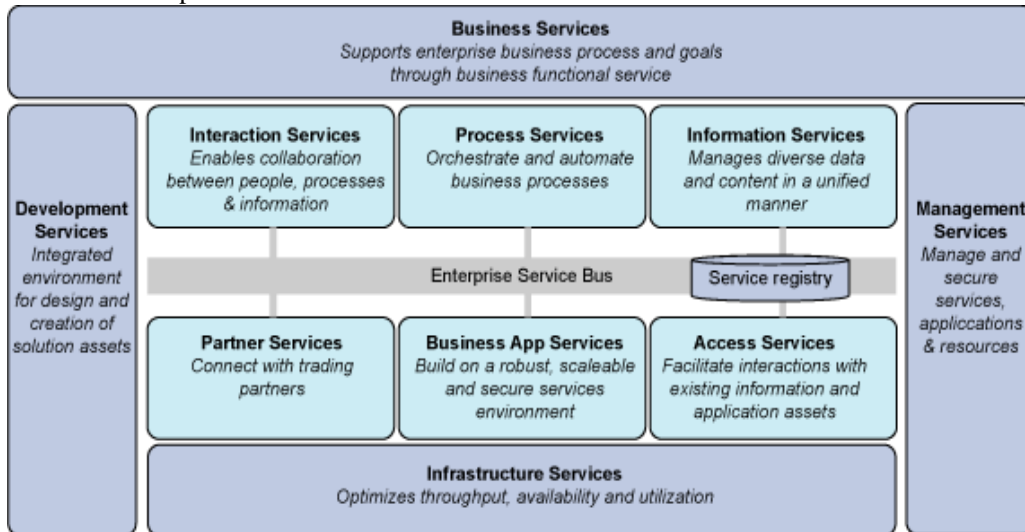 Business Services
Supports enterprise business process and goals
through business functional service
Interaction Services
Enables collaboration
between people, processes
& information
Process Services
Orchestrate and automate
business processes
Information Services
Manages diverse data
and content in a unified
manner
Development
Services
Integrated
environment
for design and
creation of
solution assets
Management
Services
Manage and
secure
services,
appliccations
& resources
Enterprise Service Bus
Service registry
Partner Services
Connect with trading
partners
Business App Services
Build on a robust, scaleable
and secure services
environment
Access Services
Facilitate interactions with
existing information and
application assets
Infrastructure Services
Optimizes throughput, availability and utilization